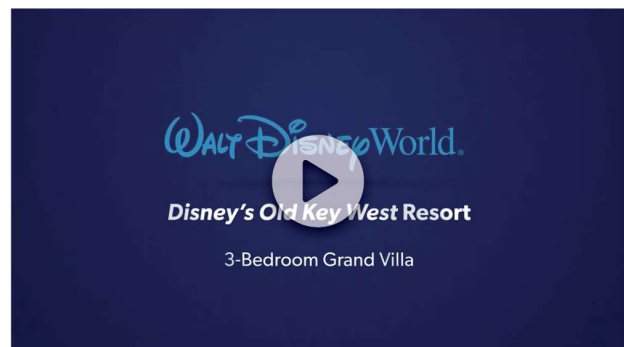 WALT DISNEY World.
Disney's Old Key West Resort
3-Bedroom Grand Villa